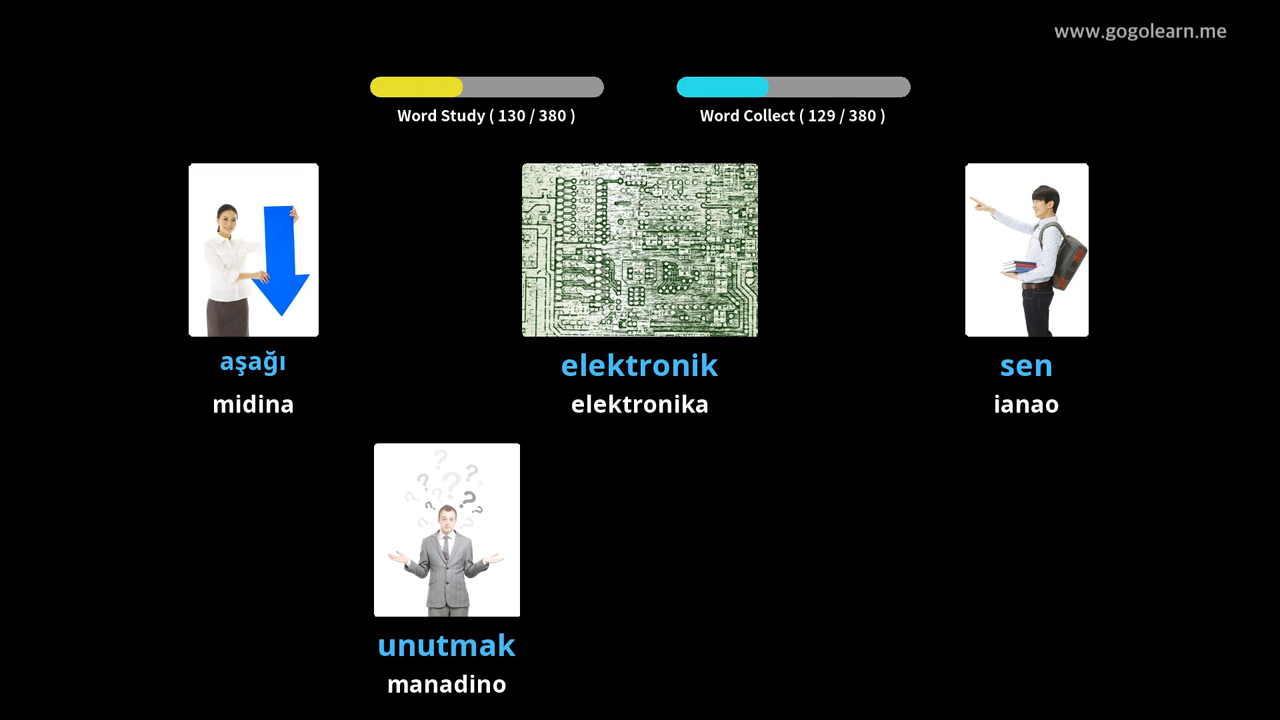 www.gogolearn.me
Word Study ( 130 / 380 )
Word Collect ( 129 / 380 )
aşağı
midina
elektronik
elektronika
sen
ianao
unutmak
manadino